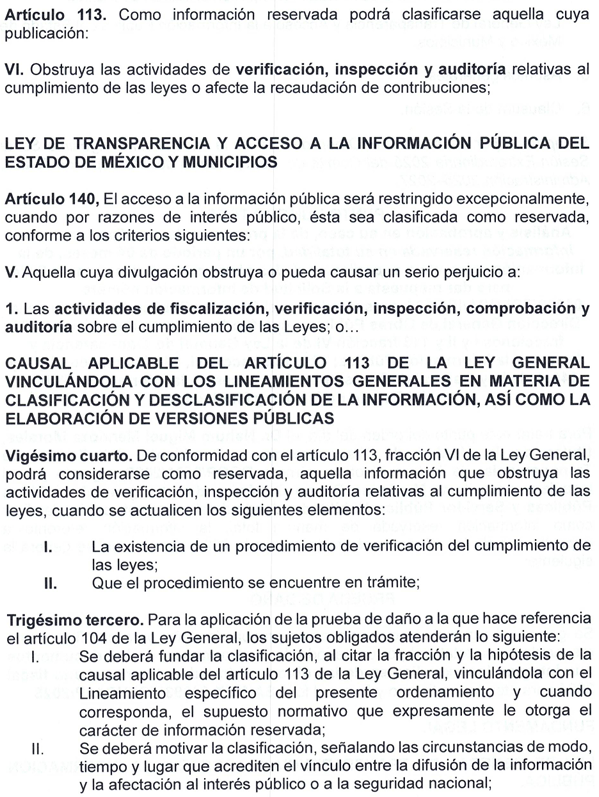 Artículo 113. Como información reservada podrá clasificarse aquella cuya
publicación:
VI. Obstruya las actividades de verificación, inspección y auditoría relativas al
cumplimiento de las leyes o afecte la recaudación de contribuciones;
LEY DE TRANSPARENCIA Y ACCESO A LA INFORMACIÓN PÚBLICA DEL
ESTADO DE MÉXICO Y MUNICIPIOS
Artículo 140, El acceso a la información pública será restringido excepcionalmente,
cuando por razones de interés público, ésta sea clasificada como reservada,
conforme a los criterios siguientes:
V. Aquella cuya divulgación obstruya o pueda causar un serio perjuicio a:
1. Las actividades de fiscalización, verificación, inspección, comprobación y
auditoría sobre el cumplimiento de las Leyes; o…
CAUSAL APLICABLE DEL ARTÍCULO 113 DE LA LEY GENERAL
VINCULÁNDOLA CON LOS LINEAMIENTOS GENERALES EN MATERIA DE
CLASIFICACIÓN Y DESCLASIFICACIÓN DE LA INFORMACIÓN, ASÍ COMO LA
ELABORACIÓN DE VERSIONES PÚBLICAS
Vigésimo cuarto. De conformidad con el artículo 113, fracción VI de la Ley General,
podrá considerarse como reservada, aquella información que obstruya las
actividades de verificación, inspección y auditoría relativas al cumplimiento de las
leyes, cuando se actualicen los siguientes elementos:
I. La existencia de un procedimiento de verificación del cumplimiento de
las leyes;
II. Que el procedimiento se encuentre en trámite;
Trigésimo tercero. Para la aplicación de la prueba de daño a la que hace referencia
el artículo 104 de la Ley General, los sujetos obligados atenderán lo siguiente:
I. Se deberá fundar la clasificación, al citar la fracción y la hipótesis de la
causal aplicable del artículo 113 de la Ley General, vinculándola con el
Lineamiento específico del presente ordenamiento y cuando
corresponda, el supuesto normativo que expresamente le otorga el
carácter de información reservada;
II. Se deberá motivar la clasificación, señalando las circunstancias de modo,
tiempo y lugar que acrediten el vínculo entre la difusión de la información
y la afectación al interés público o a la seguridad nacional;